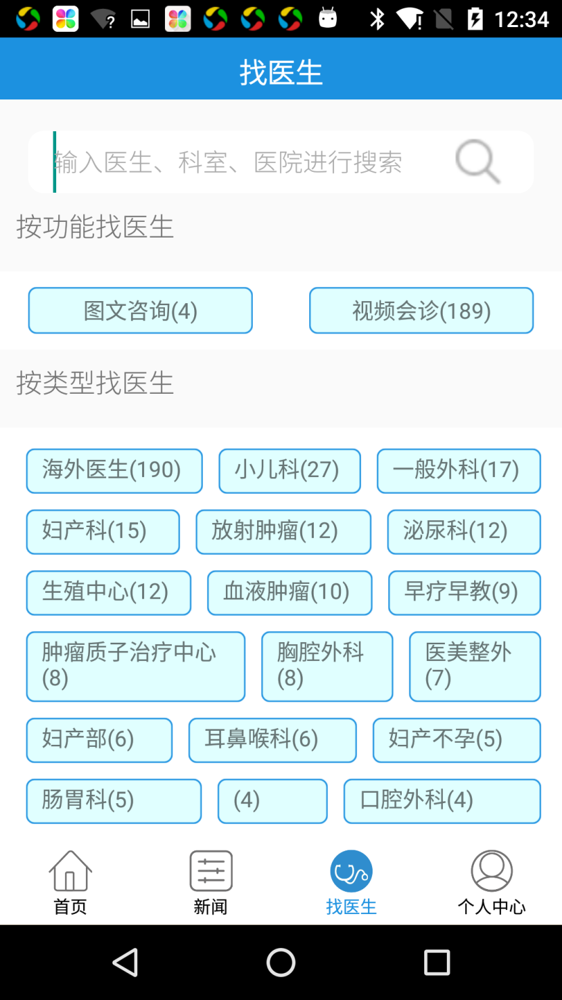 12:34
找医生
输入医生、科室、医院进行搜索
按功能找医生
图文咨询(4)
视频会诊(189)
按类型找医生
海外医生(190)
小儿科(27)
一般外科(17)
妇产科(15)
放射肿瘤(12)
泌尿科(12)
生殖中心(12)
血液肿瘤(10)
早疗早教(9)
肿瘤质子治疗中心
(8)
胸腔外科
(8)
医美整外
(7)
妇产部(6)
耳鼻喉科(6)
妇产不孕(5)
肠胃科(5)
(4)
口腔外科(4)
首页
新闻
找医生
个人中心